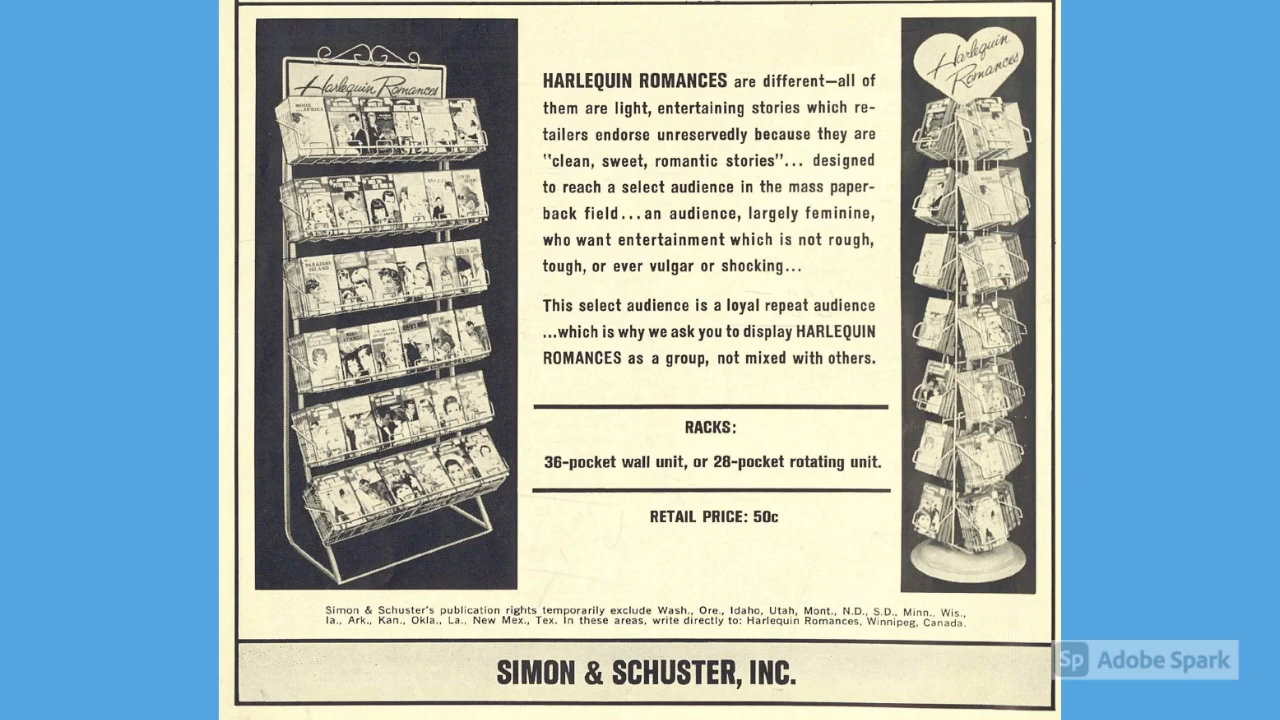 Harlequin Romances
HARLEQUIN ROMANCES are different—all of
them are light, entertaining stories which re-
tailers endorse unreservedly because they are
"clean, sweet, romantic stories"... designed
to reach a select audience in the mass paper-
back field...an audience, largely feminine,
who want entertainment which is not rough,
tough, or ever vulgar or shocking...
This select audience is a loyal repeat audience
...which is why we ask you to display HARLEQUIN
ROMANCES as a group, not mixed with others.
RACKS:
36-pocket wall unit, or 28-pocket rotating unit.
RETAIL PRICE: 50c
Harlequin
Romances
Simon & Schuster's publication rights temporarily exclude Wash., Ore., Idaho, Utah, Mont., N.D., S.D., Minn., Wis.,
Ia., Ark., Kan., Okla., La., New Mex., Tex. In these areas, write directly to: Harlequin Romances, Winnipeg, Canada.
SIMON & SCHUSTER, INC.
Sp Adobe Spark